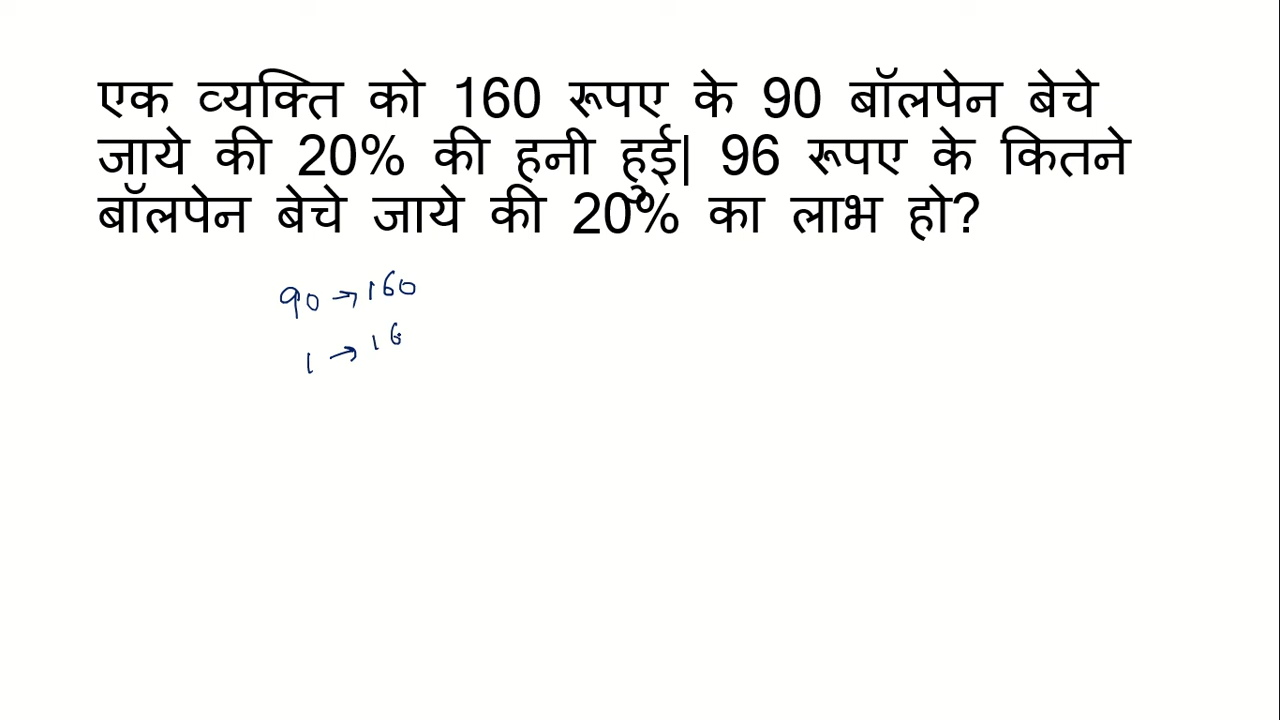 एक व्यक्ति को 160 रूपए के 90 बॉलपेन बेचे
जाये की 20% की हनी हुई| 96 रूपए के कितने
बॉलपेन बेचे जाये की 20% का लाभ हो?
90 → 160
1 → 16